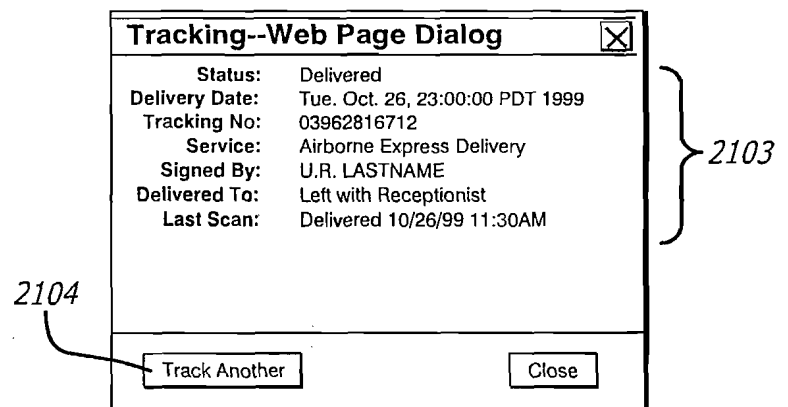 Tracking--Web Page Dialog
Status: Delivered
Delivery Date: Tue. Oct. 26, 23:00:00 PDT 1999
Tracking No: 03962816712
Service: Airborne Express Delivery
Signed By: U.R. LASTNAME
Delivered To: Left with Receptionist
Last Scan: Delivered 10/26/99 11:30AM
2103
2104
Track Another
Close